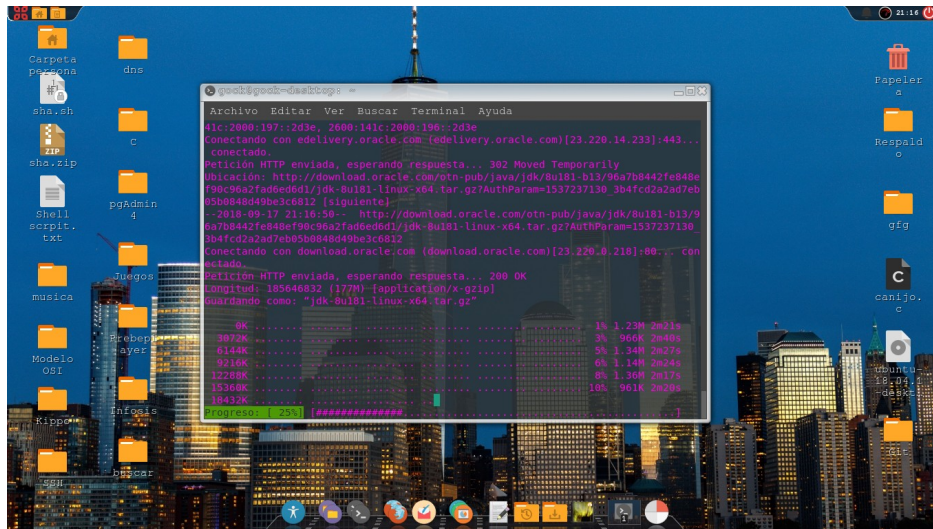 21:16
Carpeta
persona
dns
Papeler
a
sha.sh
C
Respald
o
ZIP
sha.zip
pgAdmin
4
Shell
scrpit.
txt
gfg
Juegos
musica
C
canijo.
c
Modelo
OSI
Infosis
Kippo
Git
buscar
SSH
gook@gook-desktop: ~
Archivo Editar Ver Buscar Terminal Ayuda
41c:2000:197::2d3e, 2600:141c:2000:196::2d3e
Conectando con edelivery.oracle.com (edelivery.oracle.com)[23.220.14.233]:443...
conectado.
Petición HTTP enviada, esperando respuesta... 302 Moved Temporarily
Ubicación: http://download.oracle.com/otn-pub/java/jdk/8u181-b13/96a7b8442fe848e
f90c96a2fad6ed6d1/jdk-8u181-linux-x64.tar.gz?AuthParam=1537237130_3b4fcd2a2ad7eb
05b0848d49be3c6812 [siguiente]
--2018-09-17 21:16:50-- http://download.oracle.com/otn-pub/java/jdk/8u181-b13/9
6a7b8442fe848ef90c96a2fad6ed6d1/jdk-8u181-linux-x64.tar.gz?AuthParam=1537237130_
3b4fcd2a2ad7eb05b0848d49be3c6812
Conectando con download.oracle.com (download.oracle.com)[23.220.8.218]:80... con
ectado.
Petición HTTP enviada, esperando respuesta... 200 OK
Longitud: 185646832 (177M) [application/x-gzip]
Guardando como: “jdk-8u181-linux-x64.tar.gz”
0K .......... 1% 1.23M 2m21s
3072K .......... 3% 966K 2m40s
6144K .......... 5% 1.34M 2m27s
9216K .......... 6% 1.14M 2m24s
12288K .......... 8% 1.36M 2m17s
15360K .......... 10% 961K 2m20s
18432K ..........
Progreso: [ 25%] [##############..........]